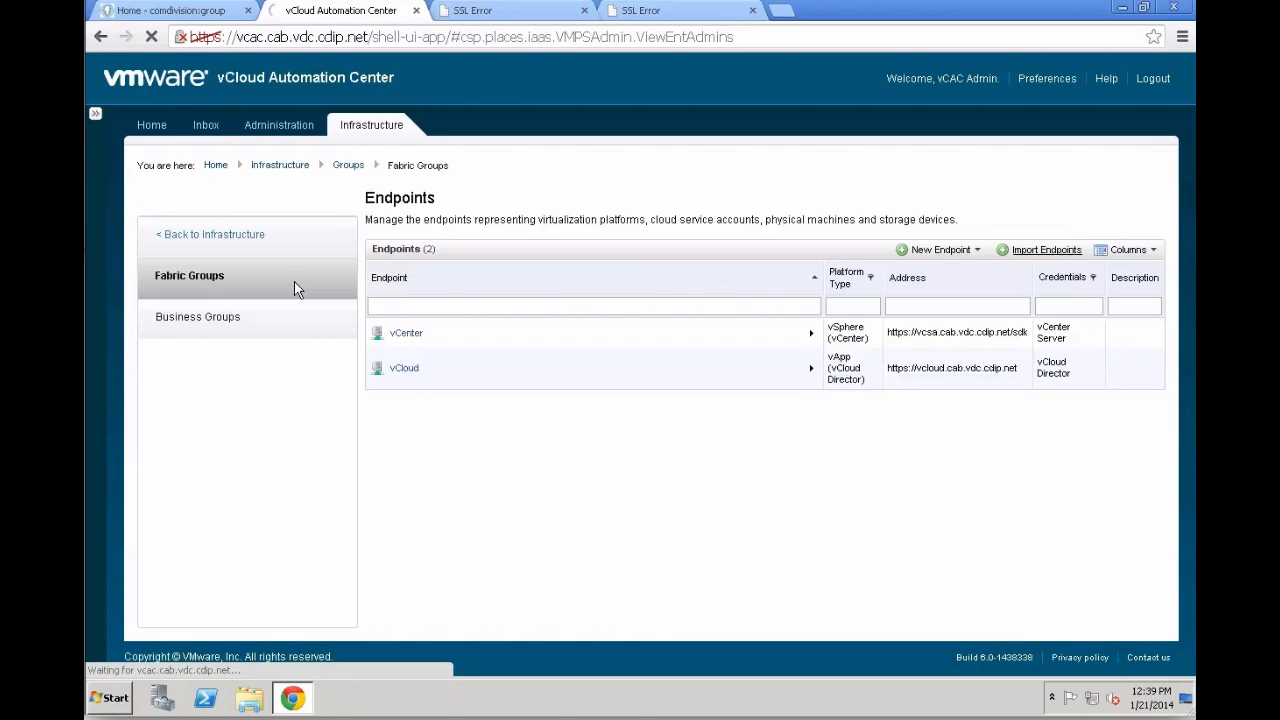 Home - comdivision:group
vCloud Automation Center
SSL Error
SSL Error
https://vcac.cab.vdc.cdip.net/shell-ui-app/#csp.places.iaas.VMPSAdmin.ViewEntAdmins
vmware® vCloud Automation Center
Welcome, vCAC Admin. Preferences Help Logout
Home Inbox Administration Infrastructure
You are here: Home Infrastructure Groups Fabric Groups
< Back to Infrastructure
Fabric Groups
Business Groups
Endpoints
Manage the endpoints representing virtualization platforms, cloud service accounts, physical machines and storage devices.
Endpoints (2) New Endpoint Import Endpoints Columns
Endpoint Platform Type Address Credentials Description
vCenter vSphere (vCenter) https://vcsa.cab.vdc.cdip.net/sdk vCenter Server
vCloud vApp (vCloud Director) https://vcloud.cab.vdc.cdip.net vCloud Director
Copyright © VMware, Inc. All rights reserved.
Build 6.0-1438338 Privacy policy Contact us
Waiting for vcac.cab.vdc.cdip.net...
Start
12:39 PM
1/21/2014